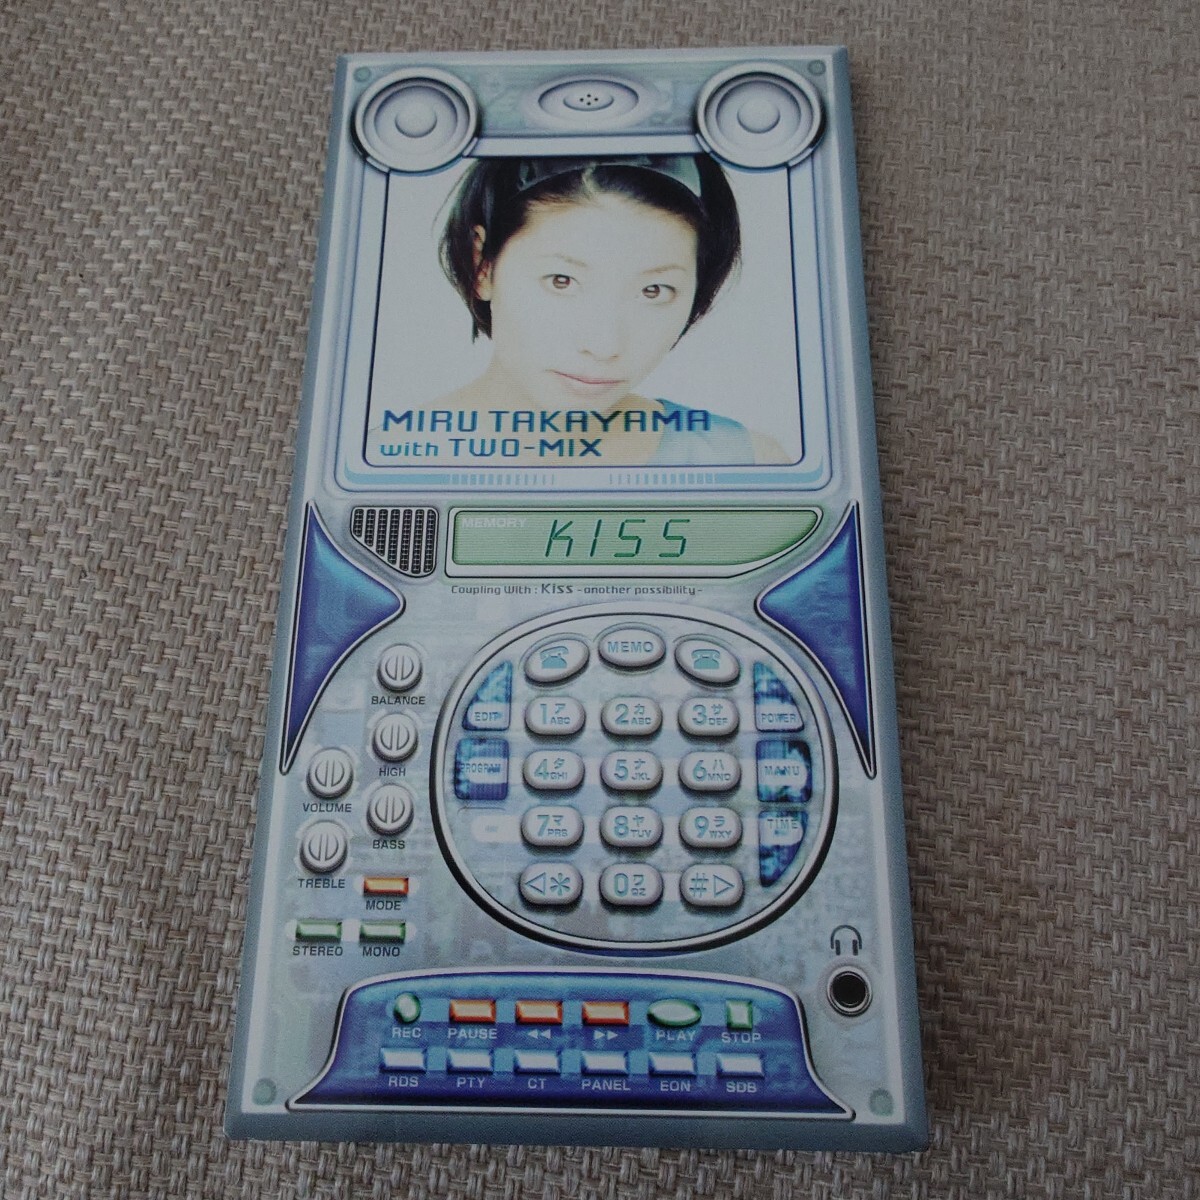 MIRU TAKAYAMA
with TWO-MIX
MEMORY
KISS
Coupling With : Kiss -another possibility-
MEMO
BALANCE
EDIT
1 ア ABC
2 カ ABC
3 サ DEF
POWER
HIGH
PROGRAM
4 タ GHI
5 ナ JKL
6 ハ MNO
MANU
VOLUME
BASS
7 マ PRS
8 ヤ TUV
9 ラ WXY
TIME
TREBLE
MODE
＊
0 ワ QZ
#
STEREO
MONO
REC
PAUSE
PLAY
STOP
RDS
PTY
CT
PANEL
EON
SDB